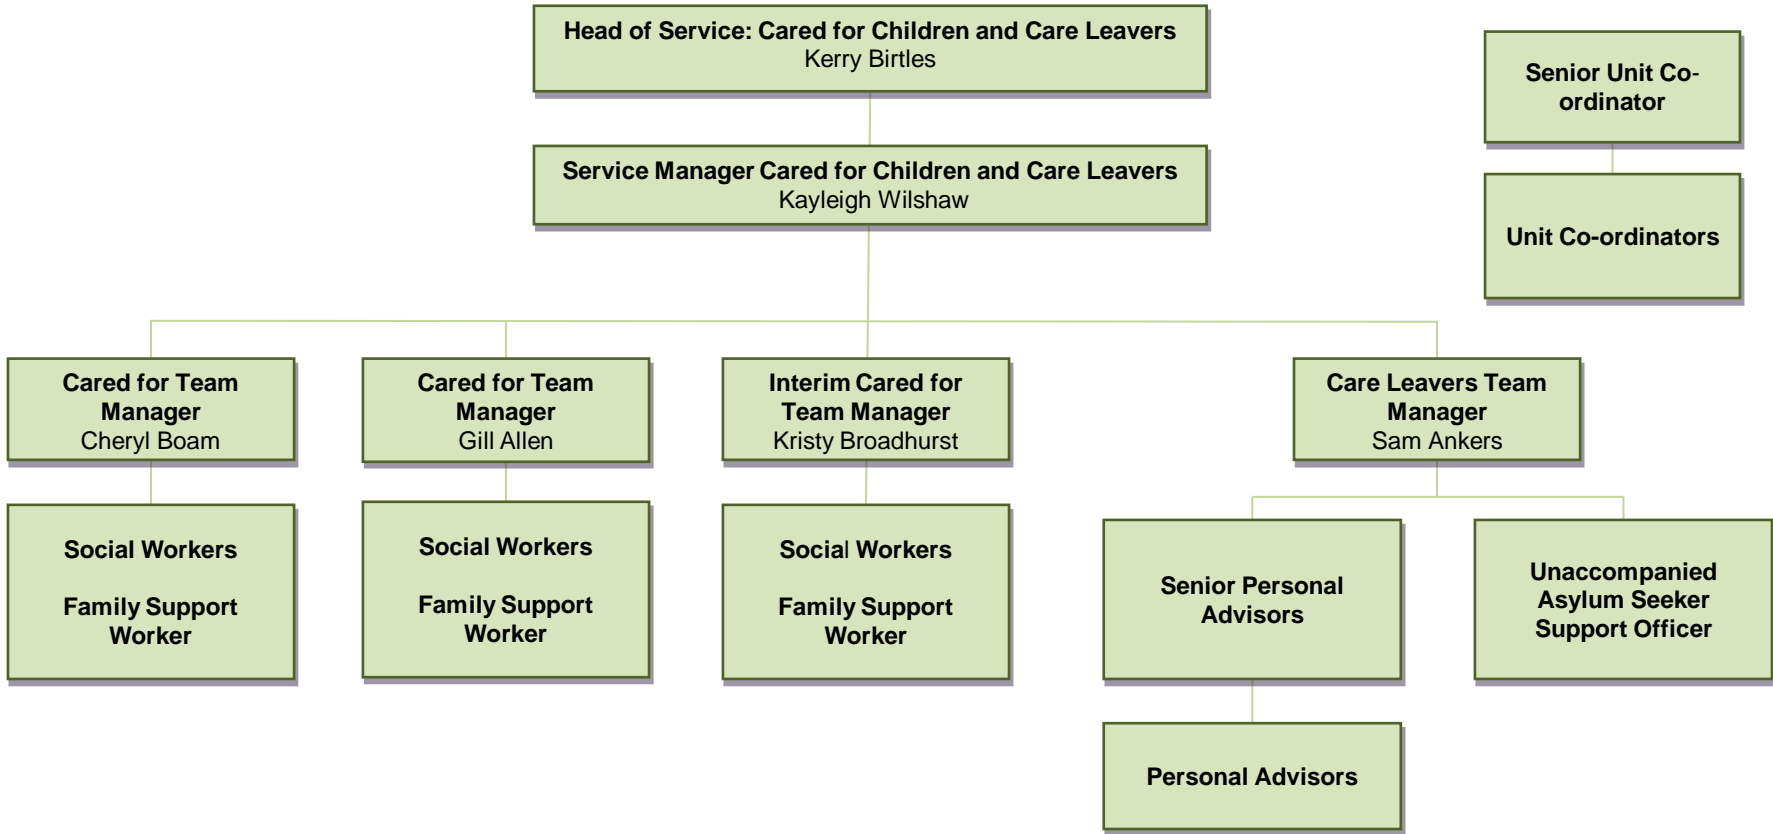 Head of Service: Cared for Children and Care Leavers
Kerry Birtles
Senior Unit Co-
ordinator
Service Manager Cared for Children and Care Leavers
Kayleigh Wilshaw
Unit Co-ordinators
Cared for Team
Manager
Cheryl Boam
Cared for Team
Manager
Gill Allen
Interim Cared for
Team Manager
Kristy Broadhurst
Care Leavers Team
Manager
Sam Ankers
Social Workers
Family Support
Worker
Social Workers
Family Support
Worker
Social Workers
Family Support
Worker
Senior Personal
Advisors
Unaccompanied
Asylum Seeker
Support Officer
Personal Advisors